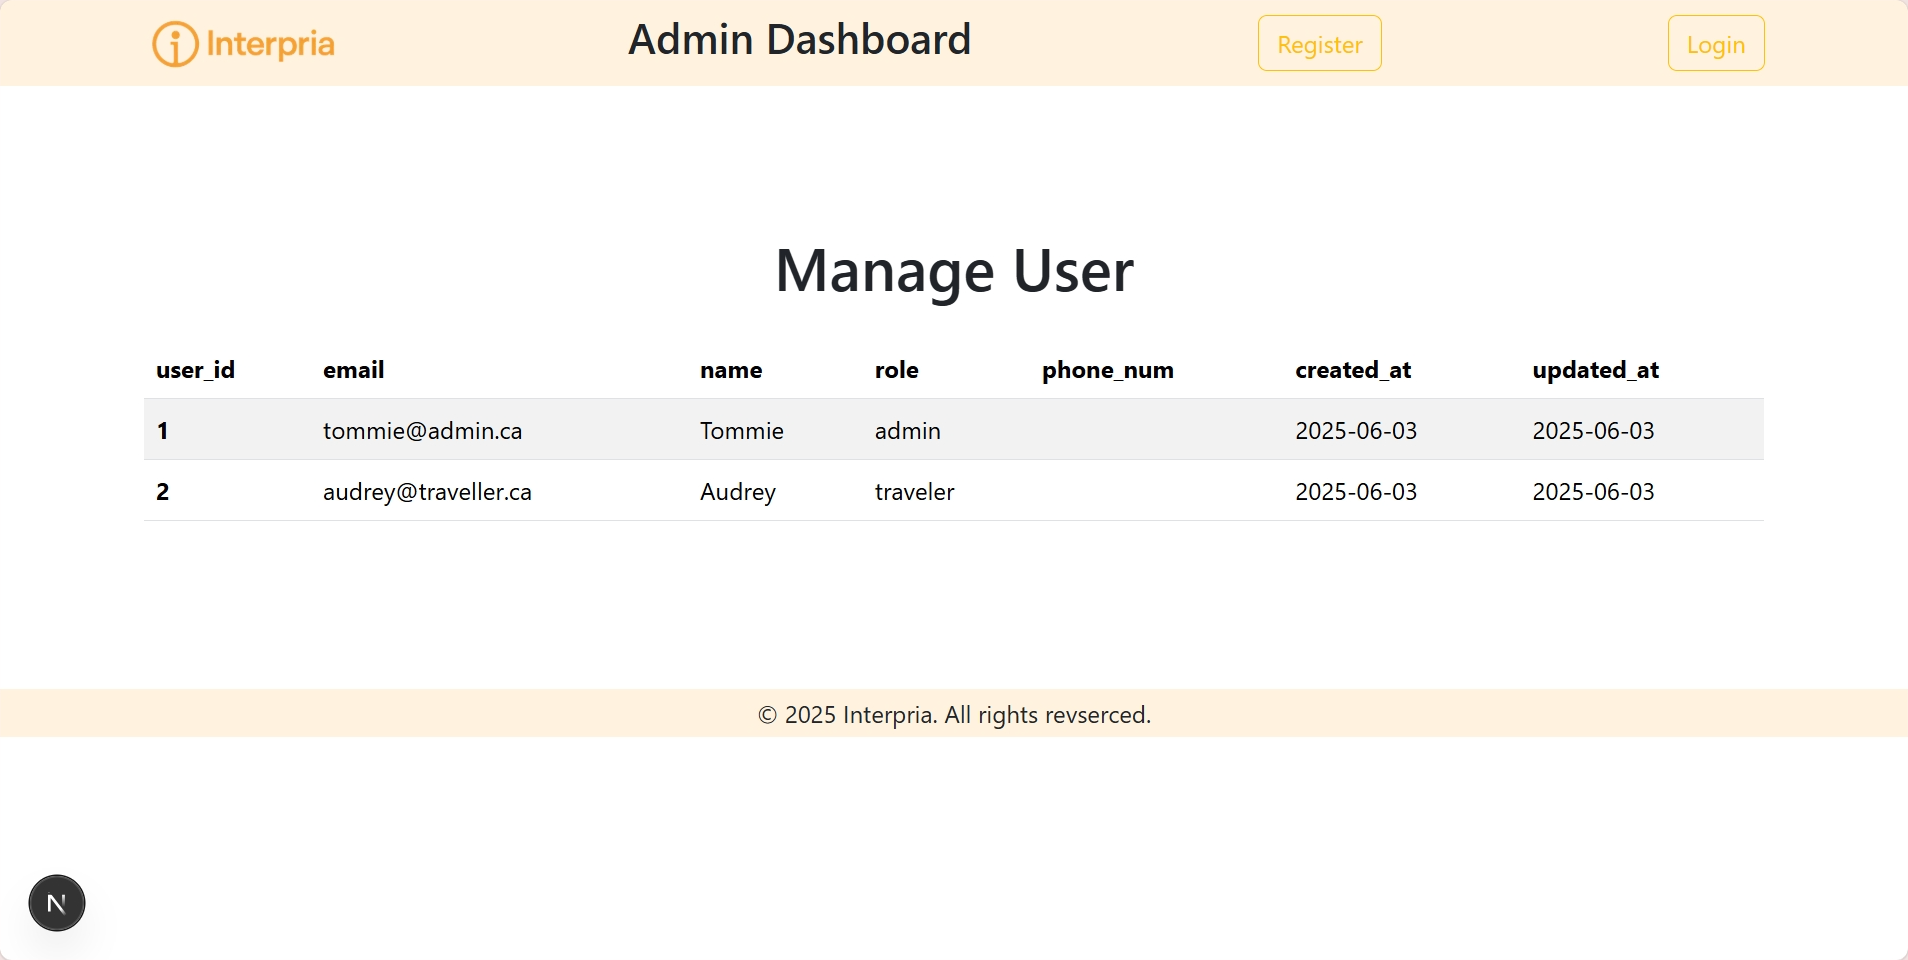 Interpria Admin Dashboard Register Login
Manage User
user_id email name role phone_num created_at updated_at
1 tommie@admin.ca Tommie admin 2025-06-03 2025-06-03
2 audrey@traveller.ca Audrey traveler 2025-06-03 2025-06-03
© 2025 Interpria. All rights revserced.
N